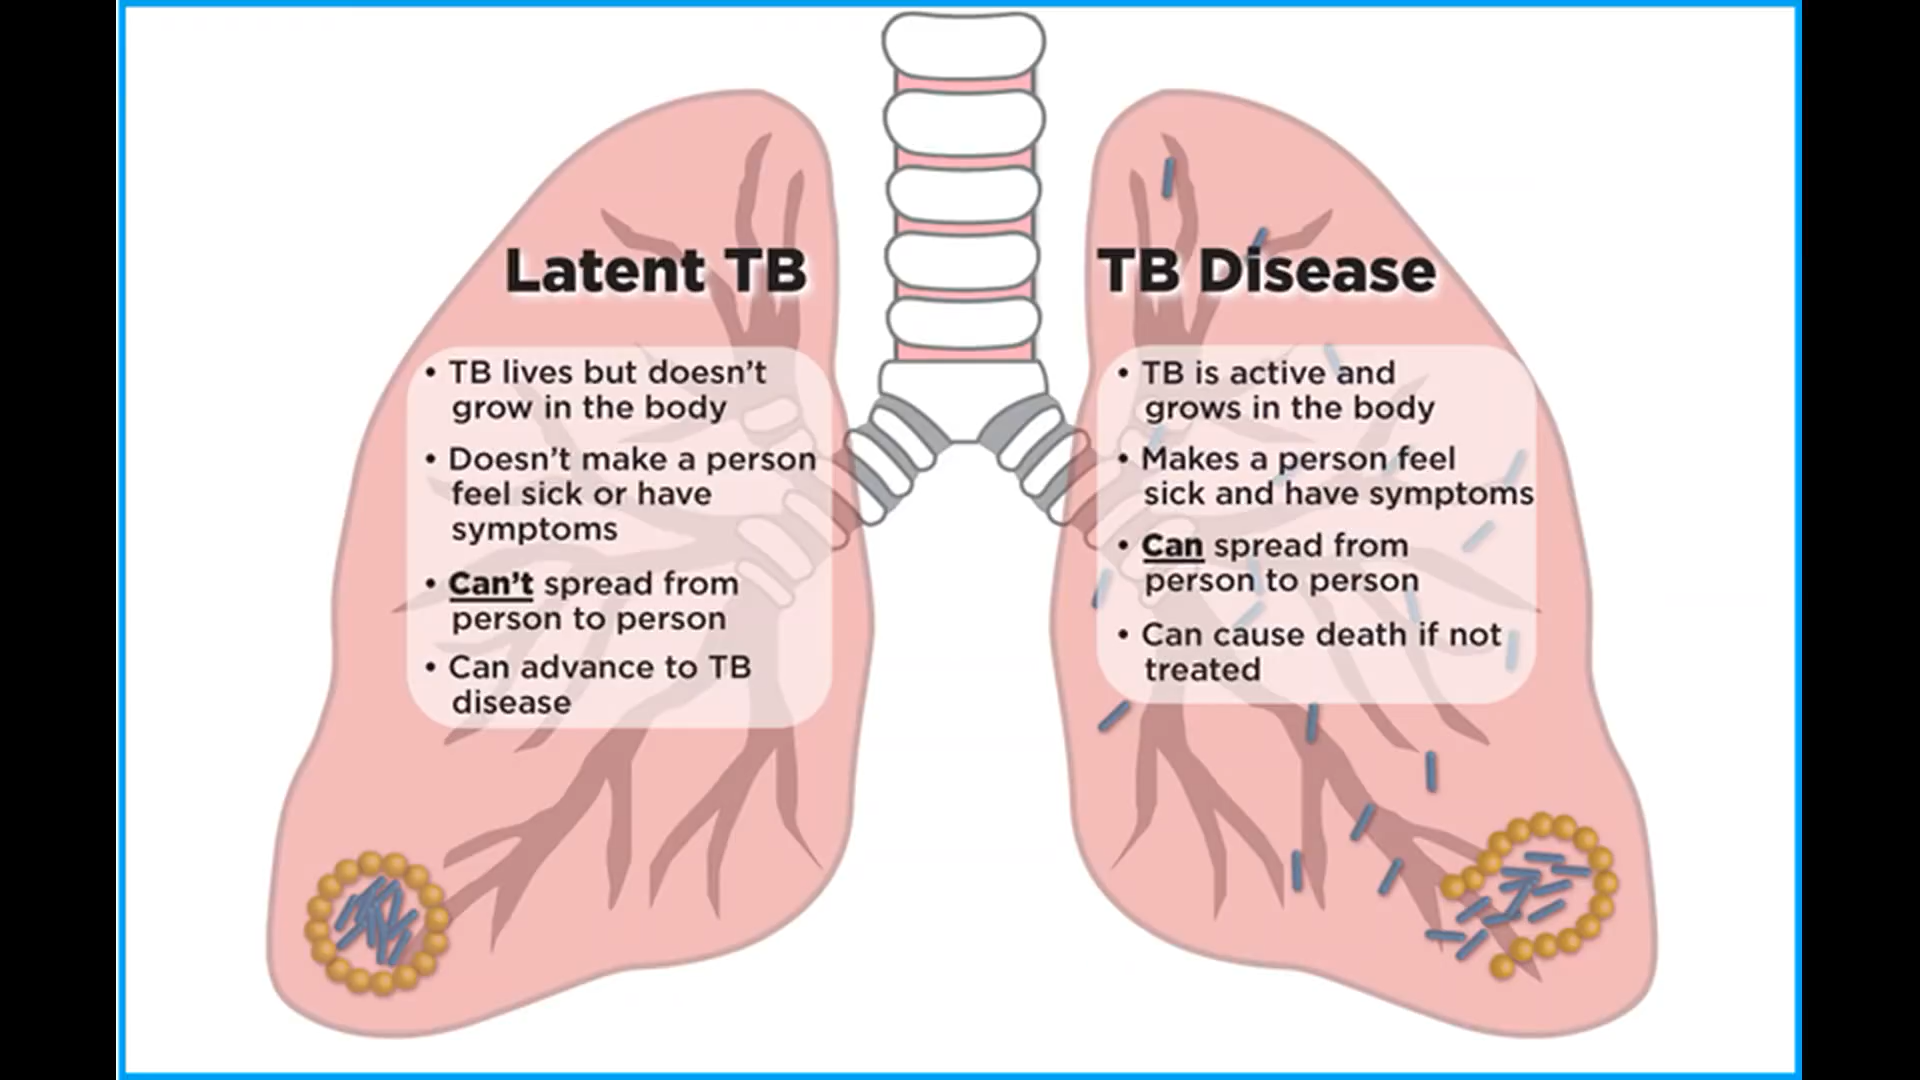 Latent TB
• TB lives but doesn't
grow in the body
• Doesn't make a person
feel sick or have
symptoms
• Can't spread from
person to person
• Can advance to TB
disease
TB Disease
• TB is active and
grows in the body
• Makes a person feel
sick and have symptoms
• Can spread from
person to person
• Can cause death if not
treated